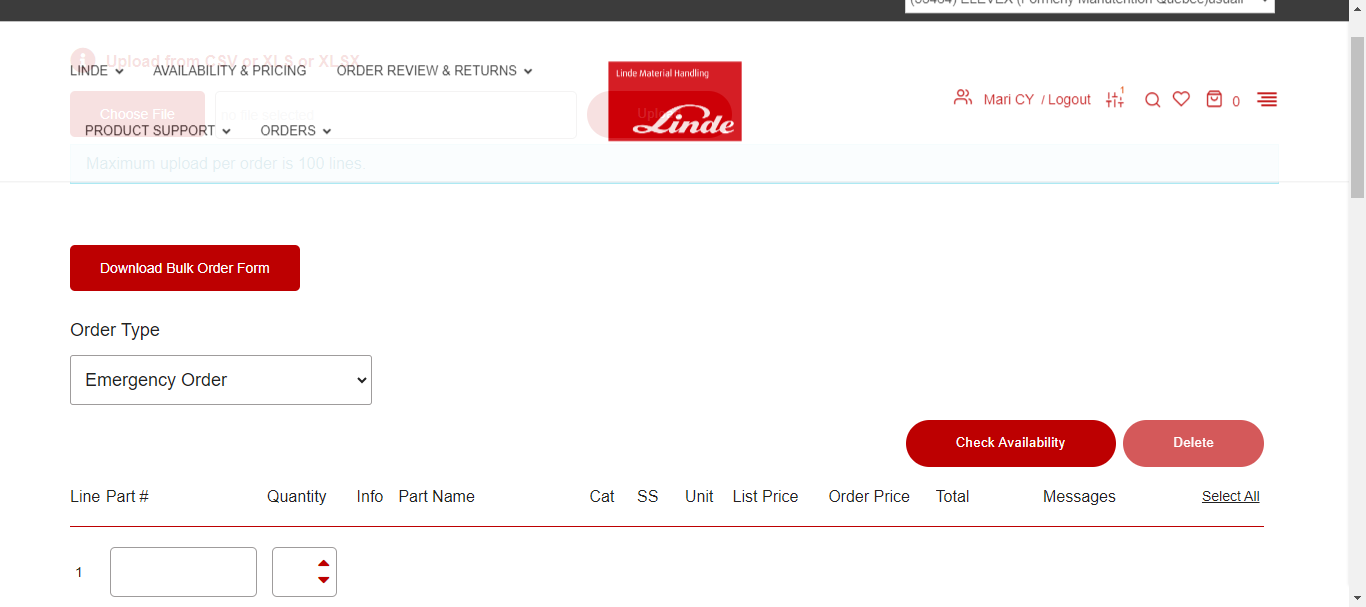 (53484) ELEVEX (Formerly Manutention Quebec)usdall
Upload from CSV or XLS or XLSX
LINDE AVAILABILITY & PRICING ORDER REVIEW & RETURNS
Linde Material Handling
Linde
Mari CY / Logout 1 0
Choose File no file selected Upload
PRODUCT SUPPORT ORDERS
Maximum upload per order is 100 lines.
Download Bulk Order Form
Order Type
Emergency Order
Check Availability Delete
Line Part # Quantity Info Part Name Cat SS Unit List Price Order Price Total Messages Select All
1